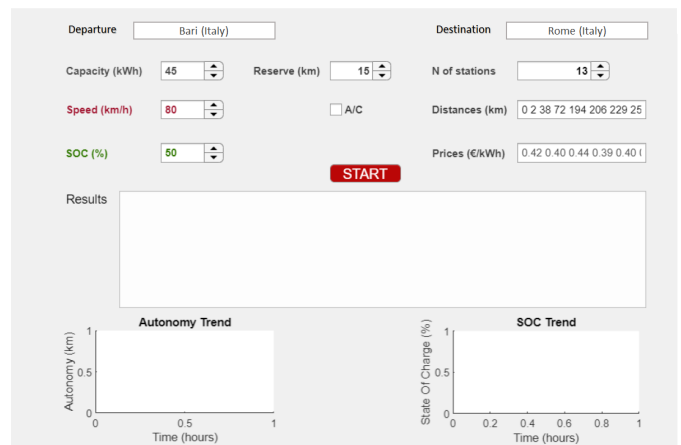 Departure Bari (Italy) Destination Rome (Italy)
Capacity (kWh) 45 Reserve (km) 15 N of stations 13
Speed (km/h) 80 A/C Distances (km) 0 2 38 72 194 206 229 25
SOC (%) 50 Prices (€/kWh) 0.42 0.40 0.44 0.39 0.40
START
Results
Autonomy Trend SOC Trend
Autonomy (km)
1
0.5
0
0 0.5 1
Time (hours)
State Of Charge (%)
1
0.5
0
0 0.2 0.4 0.6 0.8 1
Time (hours)